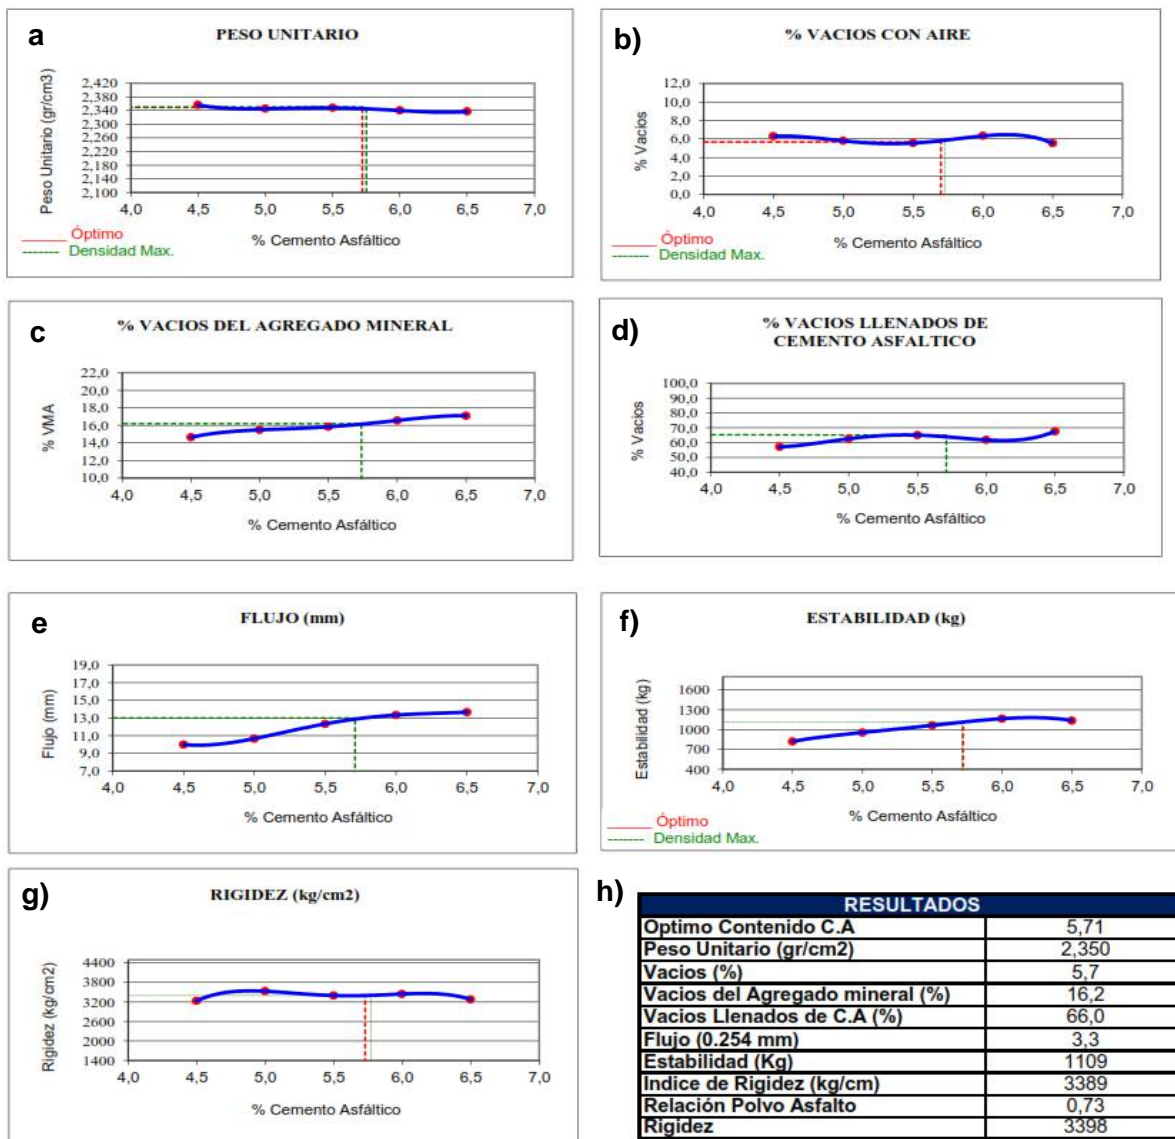 a
PESO UNITARIO
Peso Unitario (gr/cm3)
2,420
2,380
2,340
2,300
2,260
2,220
2,180
2,140
2,100
4,0 4,5 5,0 5,5 6,0 6,5 7,0
% Cemento Asfáltico
Óptimo
Densidad Max.
b)
% VACIOS CON AIRE
% Vacios
12,0
10,0
8,0
6,0
4,0
2,0
0,0
4,0 4,5 5,0 5,5 6,0 6,5 7,0
% Cemento Asfáltico
Óptimo
Densidad Max.
c
% VACIOS DEL AGREGADO MINERAL
% VMA
22,0
20,0
18,0
16,0
14,0
12,0
10,0
4,0 4,5 5,0 5,5 6,0 6,5 7,0
% Cemento Asfáltico
d)
% VACIOS LLENADOS DE
CEMENTO ASFALTICO
% Vacios
100,0
90,0
80,0
70,0
60,0
50,0
40,0
4,0 4,5 5,0 5,5 6,0 6,5 7,0
% Cemento Asfáltico
e
FLUJO (mm)
Flujo (mm)
19,0
17,0
15,0
13,0
11,0
9,0
7,0
4,0 4,5 5,0 5,5 6,0 6,5 7,0
% Cemento Asfáltico
f)
ESTABILIDAD (kg)
Estabilidad (kg)
1600
1300
1000
700
400
4,0 4,5 5,0 5,5 6,0 6,5 7,0
% Cemento Asfáltico
Óptimo
Densidad Max.
g)
RIGIDEZ (kg/cm2)
Rigidez (kg/cm2)
4400
3800
3200
2600
2000
1400
4,0 4,5 5,0 5,5 6,0 6,5 7,0
% Cemento Asfáltico
h)
RESULTADOS
Optimo Contenido C.A 5,71
Peso Unitario (gr/cm2) 2,350
Vacios (%) 5,7
Vacios del Agregado mineral (%) 16,2
Vacios Llenados de C.A (%) 66,0
Flujo (0.254 mm) 3,3
Estabilidad (Kg) 1109
Indice de Rigidez (kg/cm) 3389
Relación Polvo Asfalto 0,73
Rigidez 3398